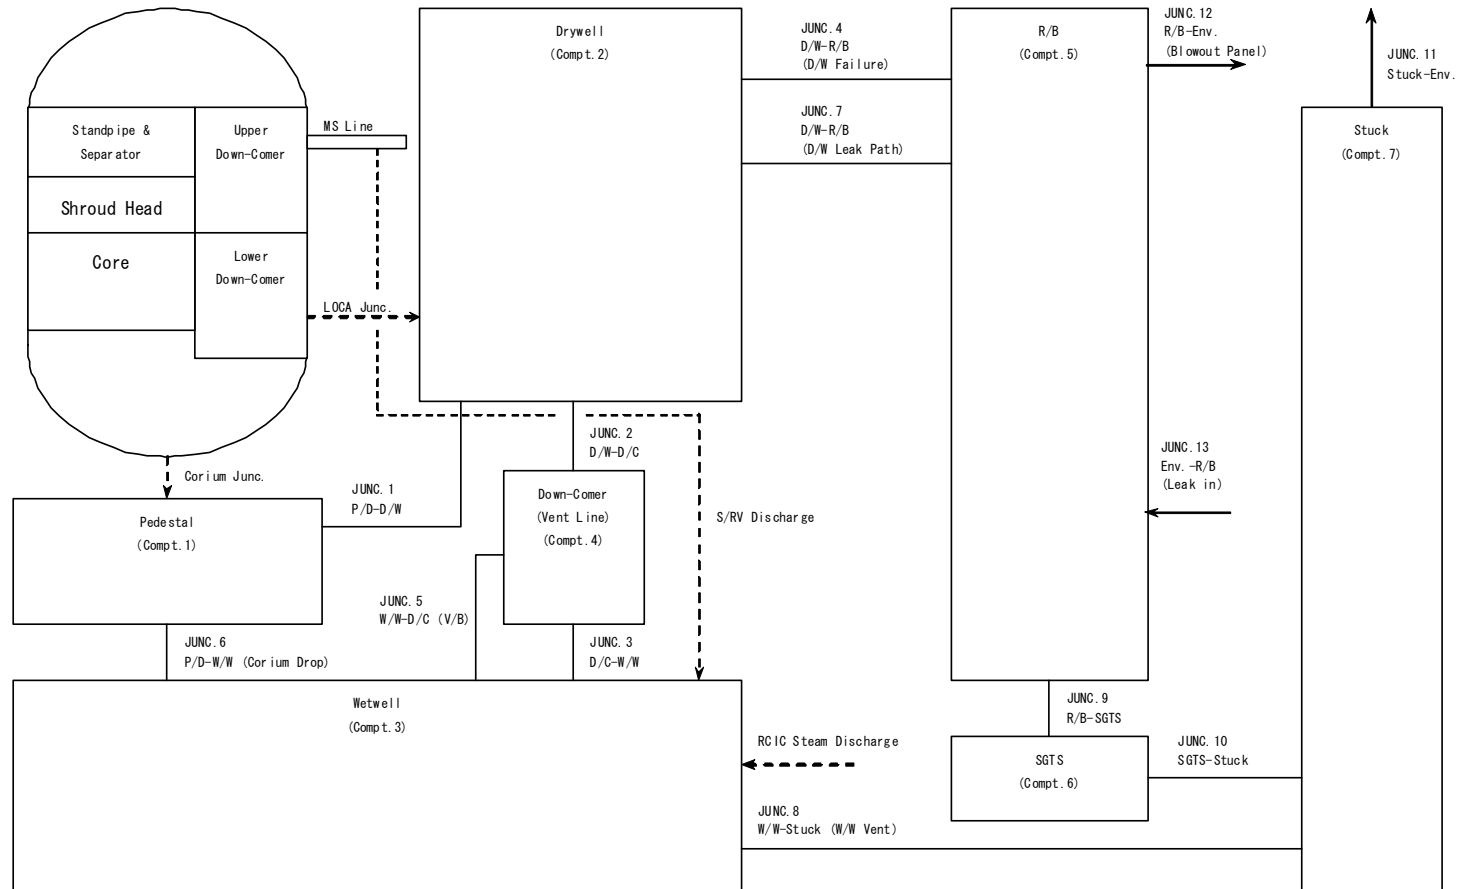 Drywell
(Compt.2)
JUNC.4
D/W-R/B
(D/W Failure)
R/B
(Compt.5)
JUNC.12
R/B-Env.
(Blowout Panel)
JUNC.11
Stuck-Env.
Standpipe &
Separator
Upper
Down-Comer
MS Line
JUNC.7
D/W-R/B
(D/W Leak Path)
Stuck
(Compt.7)
Shroud Head
Core
Lower
Down-Comer
LOCA Junc.
JUNC.2
D/W-D/C
JUNC.13
Env.-R/B
(Leak in)
Corium Junc.
JUNC.1
P/D-D/W
Pedestal
(Compt.1)
Down-Comer
(Vent Line)
(Compt.4)
S/RV Discharge
JUNC.5
W/W-D/C (V/B)
JUNC.6
P/D-W/W (Corium Drop)
JUNC.3
D/C-W/W
Wetwell
(Compt.3)
JUNC.9
R/B-SGTS
RCIC Steam Discharge
SGTS
(Compt.6)
JUNC.10
SGTS-Stuck
JUNC.8
W/W-Stuck (W/W Vent)